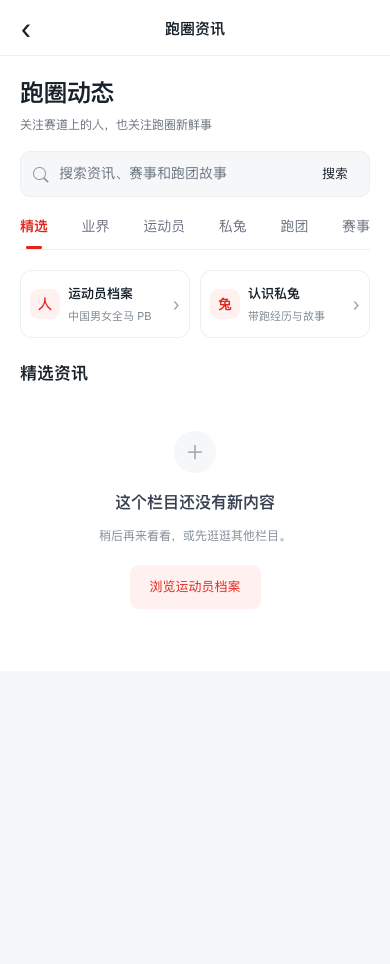 跑圈资讯
跑圈动态
关注赛道上的人，也关注跑圈新鲜事
搜索资讯、赛事和跑团故事
搜索
精选 业界 运动员 私兔 跑团 赛事
人 运动员档案
中国男女全马 PB
兔 认识私兔
带跑经历与故事
精选资讯
这个栏目还没有新内容
稍后再来看看，或先逛逛其他栏目。
浏览运动员档案